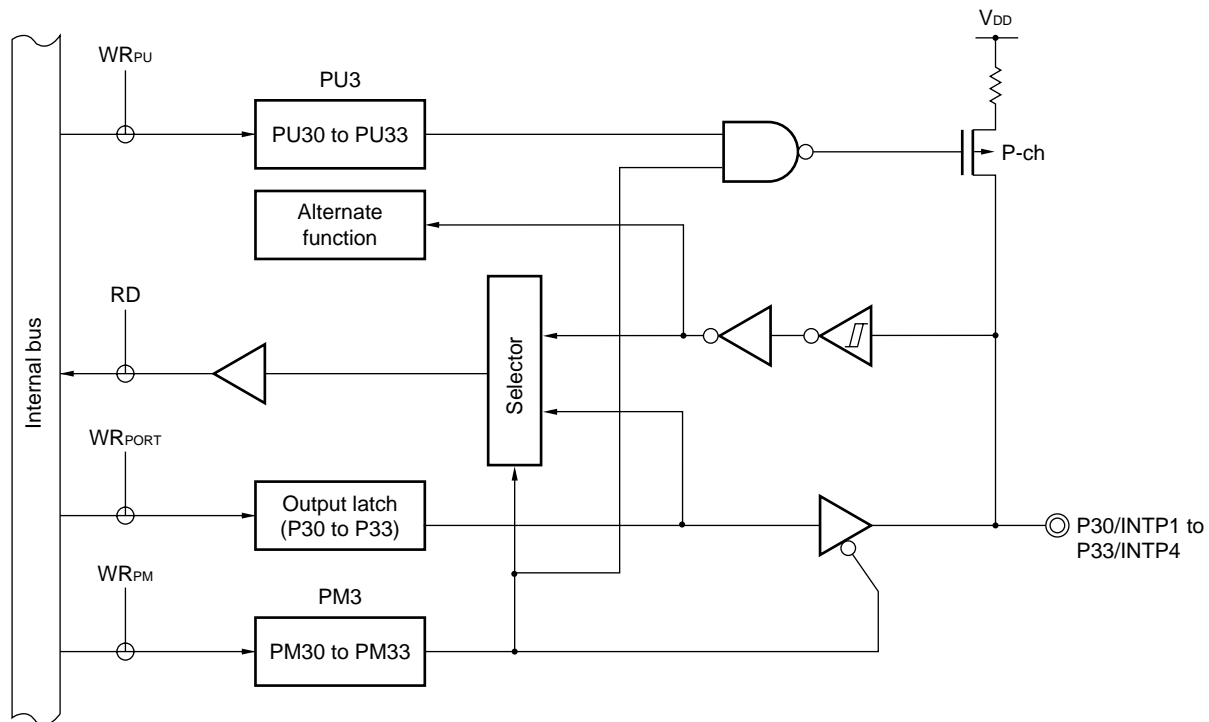 VDD
WRPU
PU3
PU30 to PU33
P-ch
Alternate
function
RD
Selector
Internal bus
WRPORT
Output latch
(P30 to P33)
P30/INTP1 to
P33/INTP4
WRPM
PM3
PM30 to PM33